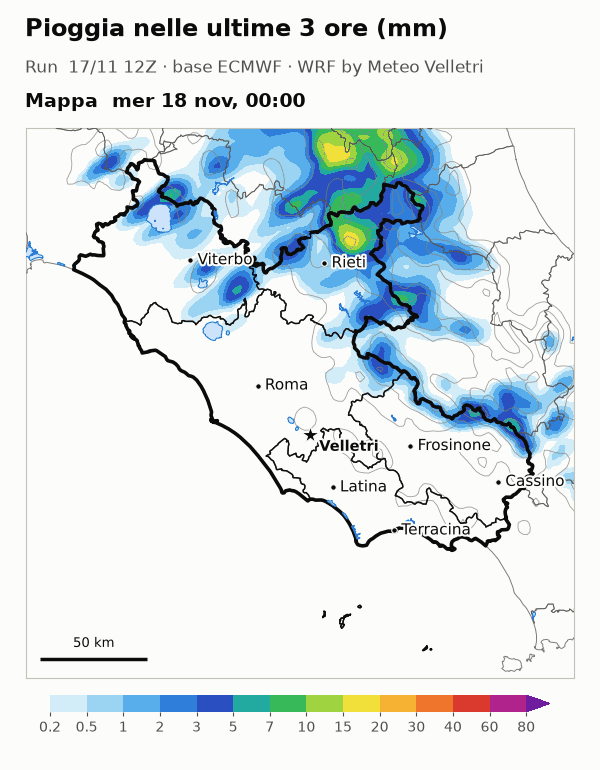 Pioggia nelle ultime 3 ore (mm)
Run  17/11 12Z · base ECMWF · WRF by Meteo Velletri
Mappa  mer 18 nov, 00:00
Viterbo
Rieti
Roma
Velletri
Frosinone
Cassino
Latina
Terracina
50 km
0.2 0.5 1 2 3 5 7 10 15 20 30 40 60 80